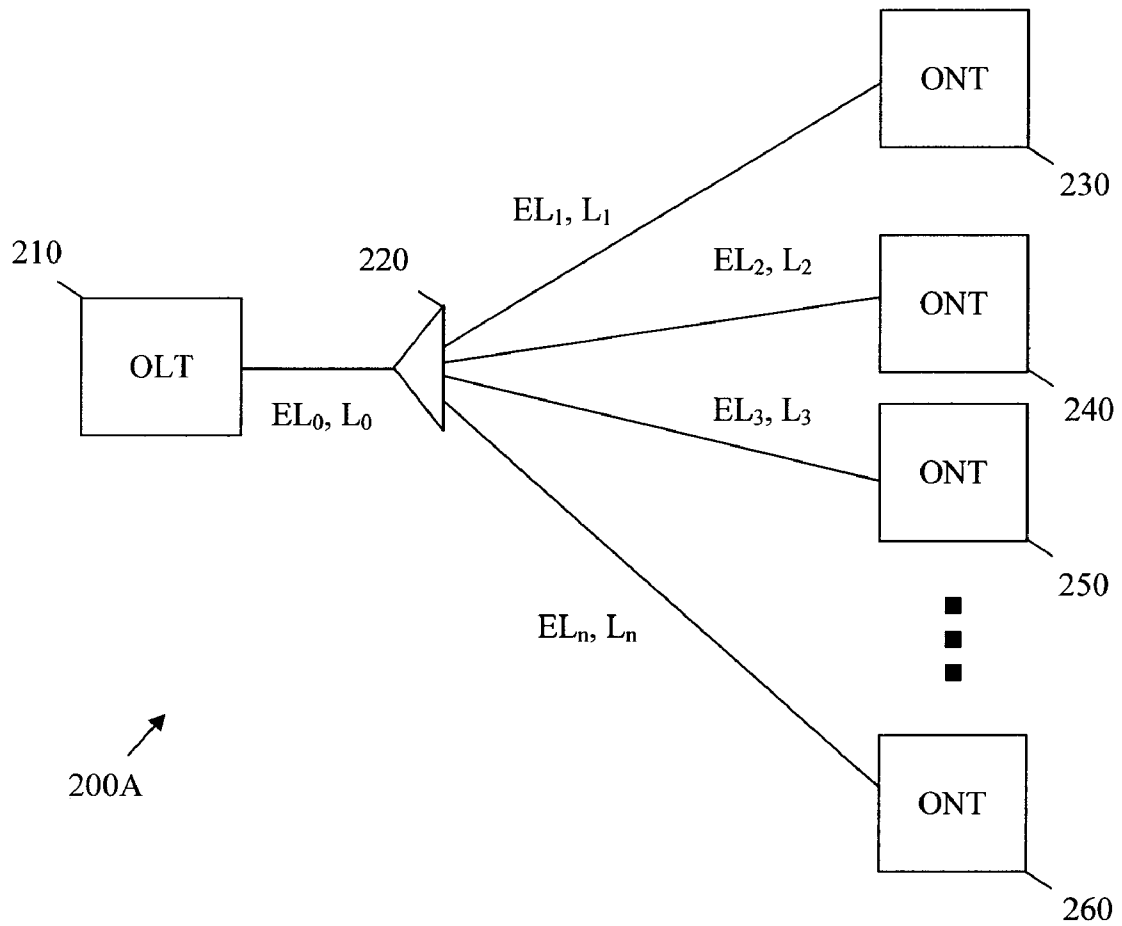 ONT
230
EL₁, L₁
210
220
EL₂, L₂
ONT
OLT
240
EL₀, L₀
EL₃, L₃
ONT
250
ELₙ, Lₙ
200A
ONT
260